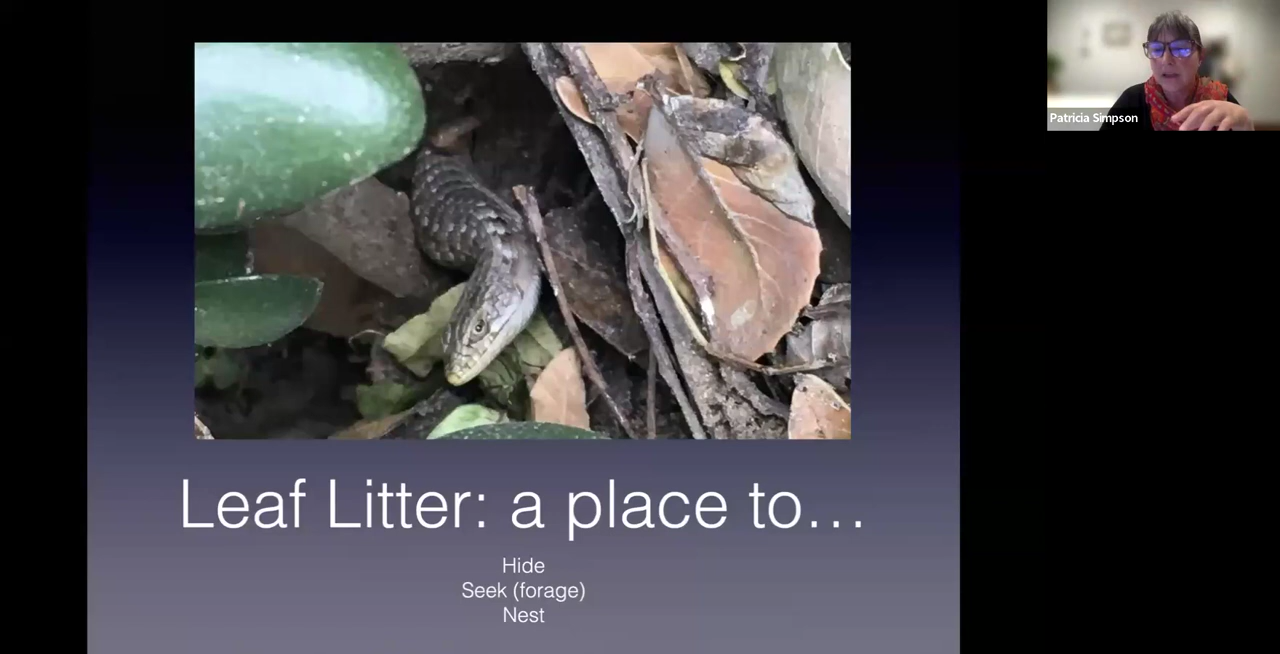 Patricia Simpson
Leaf Litter: a place to...
Hide
Seek (forage)
Nest